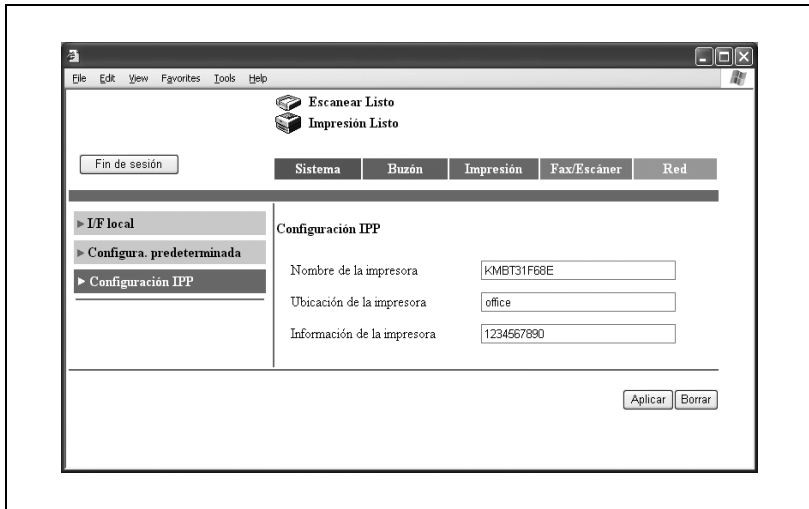 File Edit View Favorites Tools Help
Escanear Listo
Impresión Listo
Fin de sesión
Sistema Buzón Impresión Fax/Escáner Red
I/F local
Configura. predeterminada
Configuración IPP
Configuración IPP
Nombre de la impresora KMBT31F68E
Ubicación de la impresora office
Información de la impresora 1234567890
Aplicar Borrar